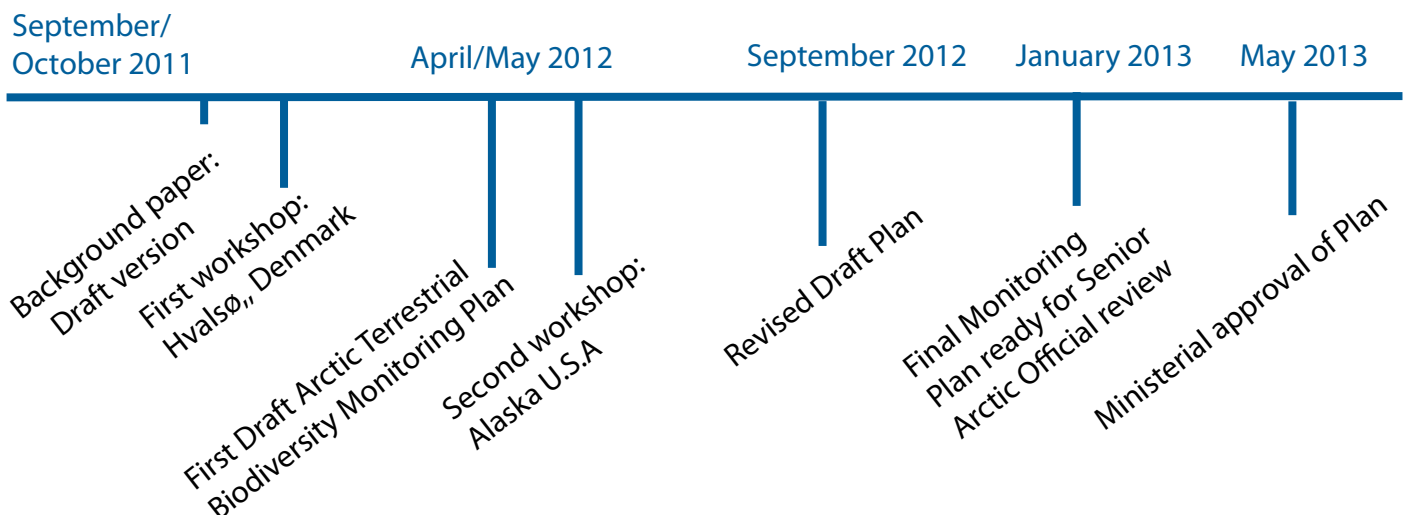 September/
October 2011
April/May 2012
September 2012
January 2013
May 2013
Background paper:
Draft version
First workshop:
Hvalsø,, Denmark
First Draft Arctic Terrestrial
Biodiversity Monitoring Plan
Second workshop:
Alaska U.S.A
Revised Draft Plan
Final Monitoring
Plan ready for Senior
Arctic Official review
Ministerial approval of Plan